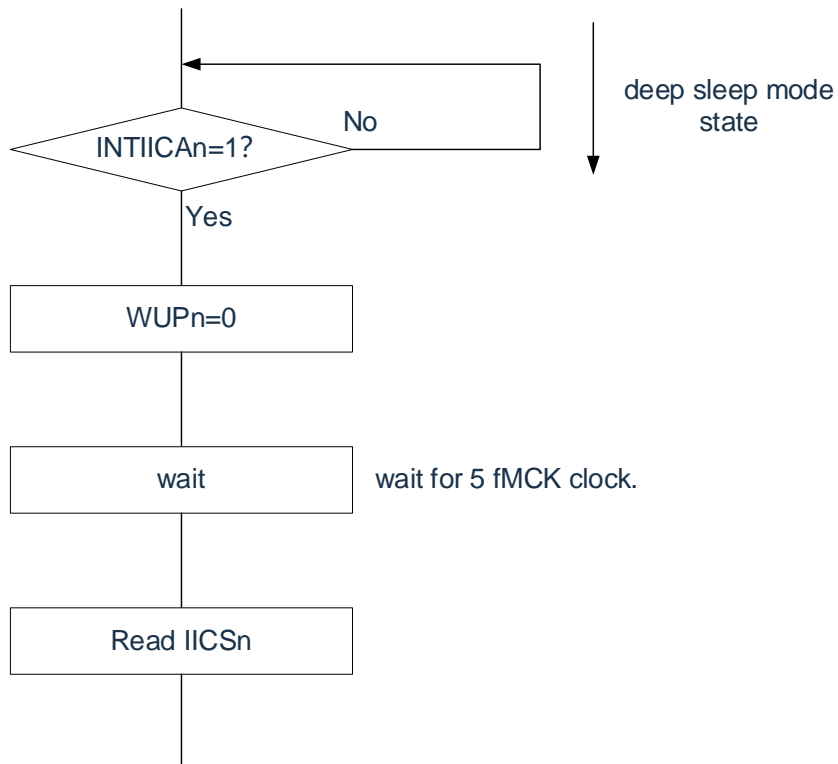 deep sleep mode
state
No
INTIICAn=1?
Yes
WUPn=0
wait
wait for 5 fMCK clock.
Read IICSn